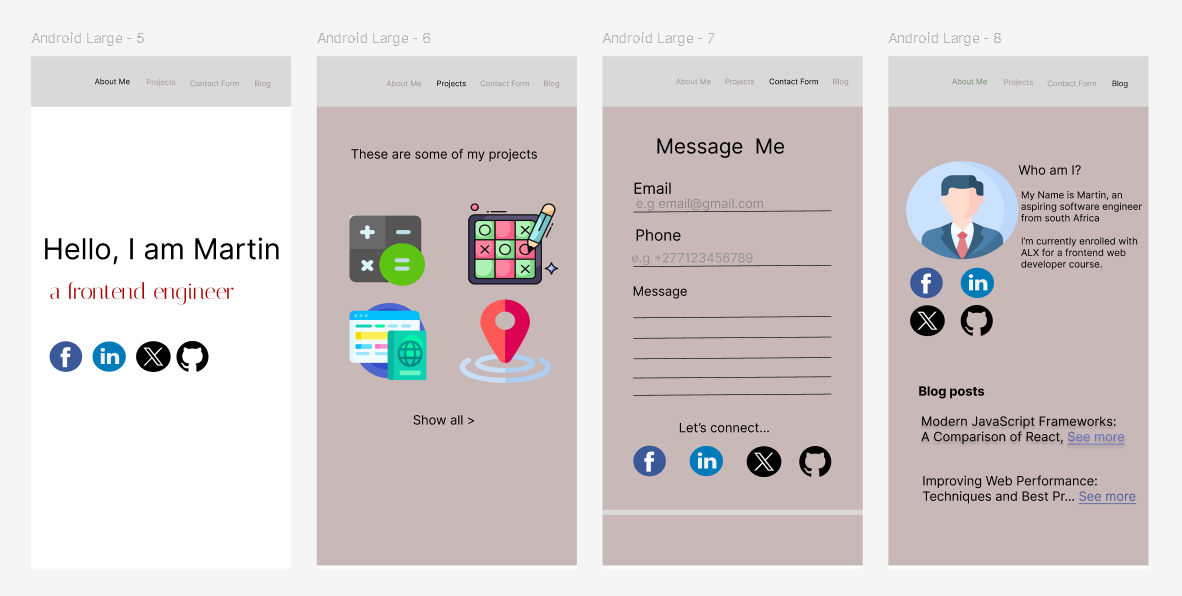 Android Large - 5
About Me Projects Contact Form Blog
Hello, I am Martin
a frontend engineer
f in X
Android Large - 6
About Me Projects Contact Form Blog
These are some of my projects
Show all >
Android Large - 7
About Me Projects Contact Form Blog
Message Me
Email
e.g email@gmail.com
Phone
e.g +277123456789
Message
Let's connect...
f in X
Android Large - 8
About Me Projects Contact Form Blog
Who am I?
My Name is Martin, an
aspiring software engineer
from south Africa
I'm currently enrolled with
ALX for a frontend web
developer course.
f in
X
Blog posts
Modern JavaScript Frameworks:
A Comparison of React, See more
Improving Web Performance:
Techniques and Best Pr... See more